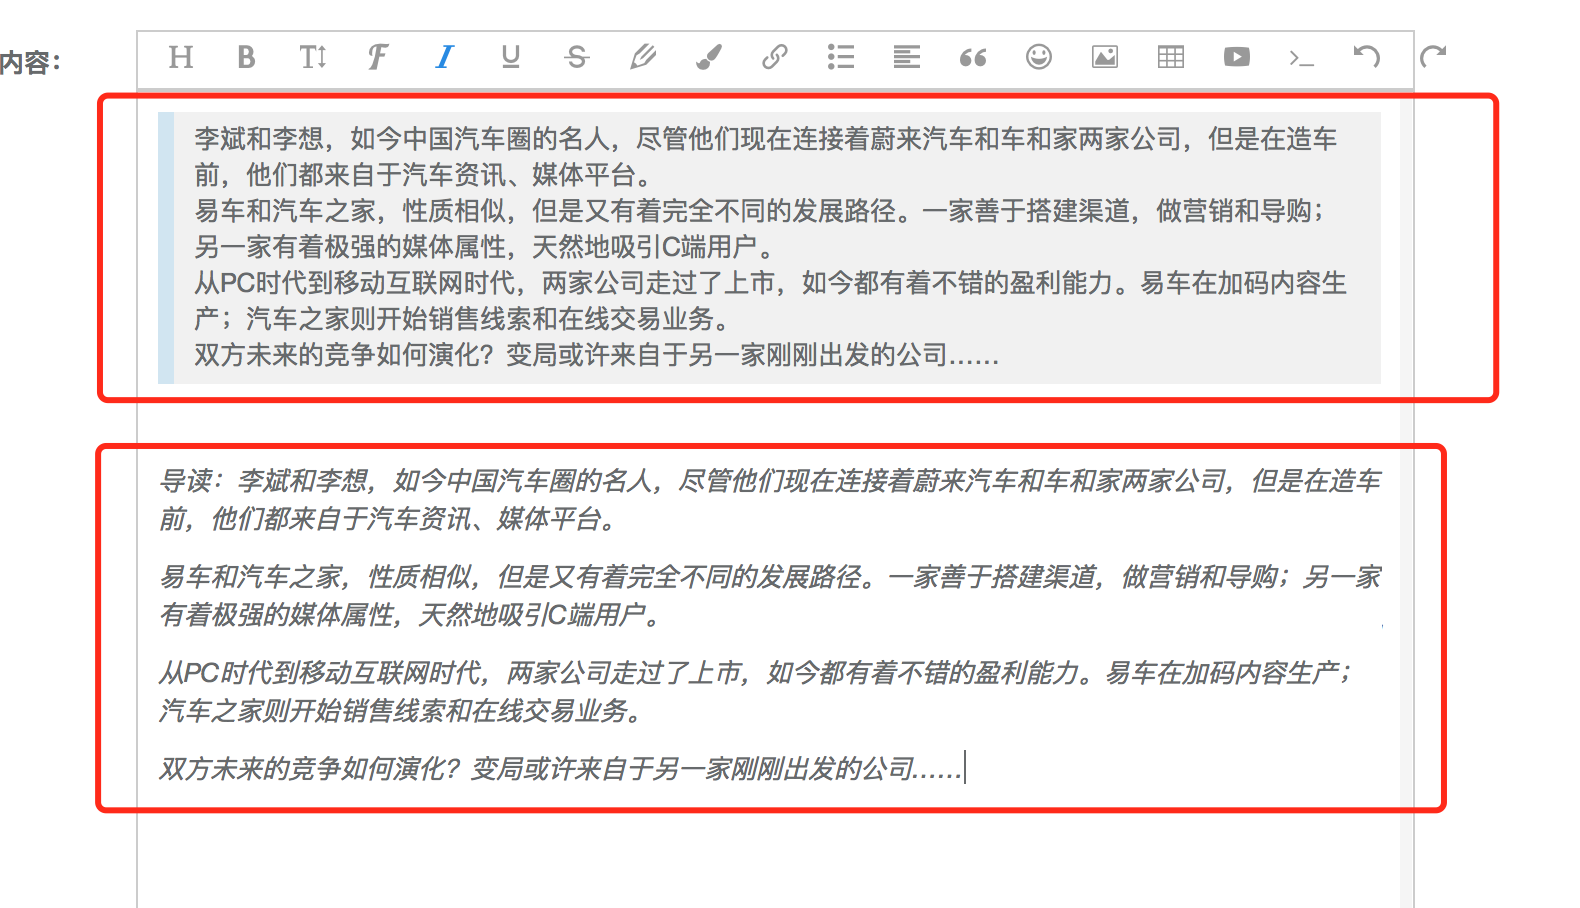 内容：
H B T F I U S
李斌和李想，如今中国汽车圈的名人，尽管他们现在连接着蔚来汽车和车和家两家公司，但是在造车
前，他们都来自于汽车资讯、媒体平台。
易车和汽车之家，性质相似，但是又有着完全不同的发展路径。一家善于搭建渠道，做营销和导购；
另一家有着极强的媒体属性，天然地吸引C端用户。
从PC时代到移动互联网时代，两家公司走过了上市，如今都有着不错的盈利能力。易车在加码内容生
产；汽车之家则开始销售线索和在线交易业务。
双方未来的竞争如何演化？变局或许来自于另一家刚刚出发的公司……
导读：李斌和李想，如今中国汽车圈的名人，尽管他们现在连接着蔚来汽车和车和家两家公司，但是在造车
前，他们都来自于汽车资讯、媒体平台。
易车和汽车之家，性质相似，但是又有着完全不同的发展路径。一家善于搭建渠道，做营销和导购；另一家
有着极强的媒体属性，天然地吸引C端用户。
从PC时代到移动互联网时代，两家公司走过了上市，如今都有着不错的盈利能力。易车在加码内容生产；
汽车之家则开始销售线索和在线交易业务。
双方未来的竞争如何演化？变局或许来自于另一家刚刚出发的公司……